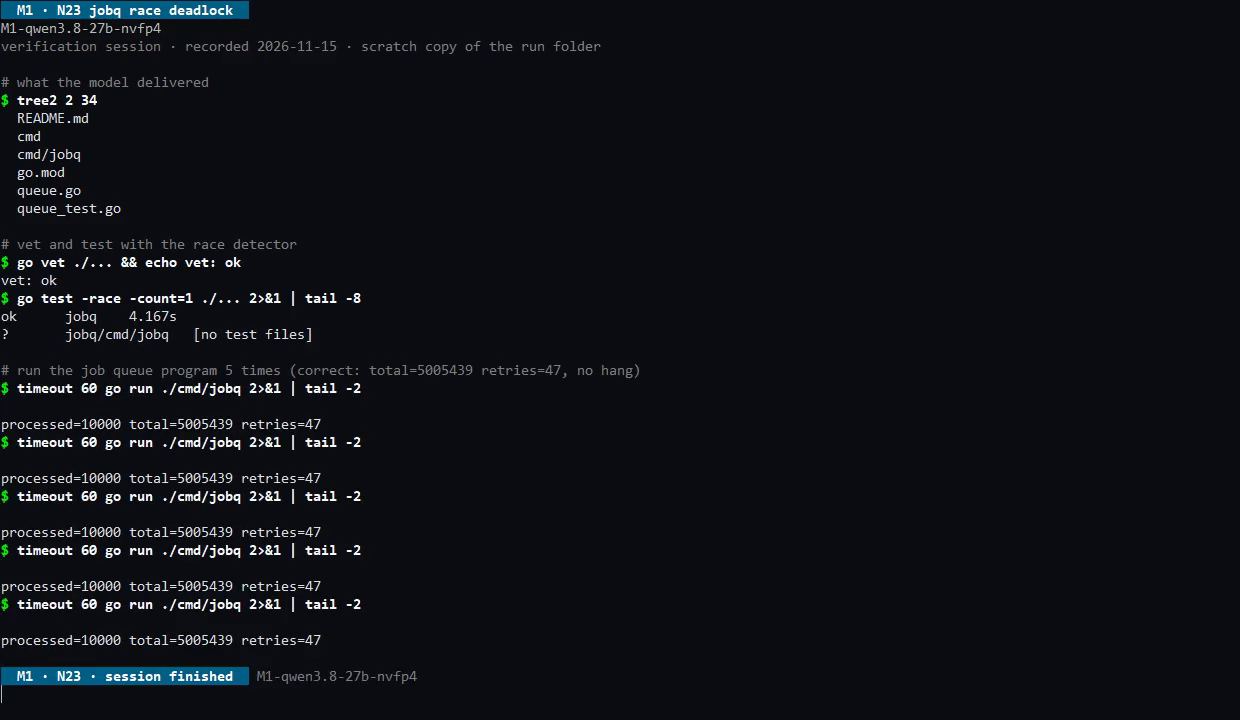 M1 · N23 jobq race deadlock
M1-qwen3.8-27b-nvfp4
verification session · recorded 2026-11-15 · scratch copy of the run folder
# what the model delivered
$ tree2 2 34
README.md
cmd
cmd/jobq
go.mod
queue.go
queue_test.go
# vet and test with the race detector
$ go vet ./... && echo vet: ok
vet: ok
$ go test -race -count=1 ./... 2>&1 | tail -8
ok      jobq    4.167s
?       jobq/cmd/jobq   [no test files]
# run the job queue program 5 times (correct: total=5005439 retries=47, no hang)
$ timeout 60 go run ./cmd/jobq 2>&1 | tail -2
processed=10000 total=5005439 retries=47
$ timeout 60 go run ./cmd/jobq 2>&1 | tail -2
processed=10000 total=5005439 retries=47
$ timeout 60 go run ./cmd/jobq 2>&1 | tail -2
processed=10000 total=5005439 retries=47
$ timeout 60 go run ./cmd/jobq 2>&1 | tail -2
processed=10000 total=5005439 retries=47
$ timeout 60 go run ./cmd/jobq 2>&1 | tail -2
processed=10000 total=5005439 retries=47
M1 · N23 · session finished M1-qwen3.8-27b-nvfp4